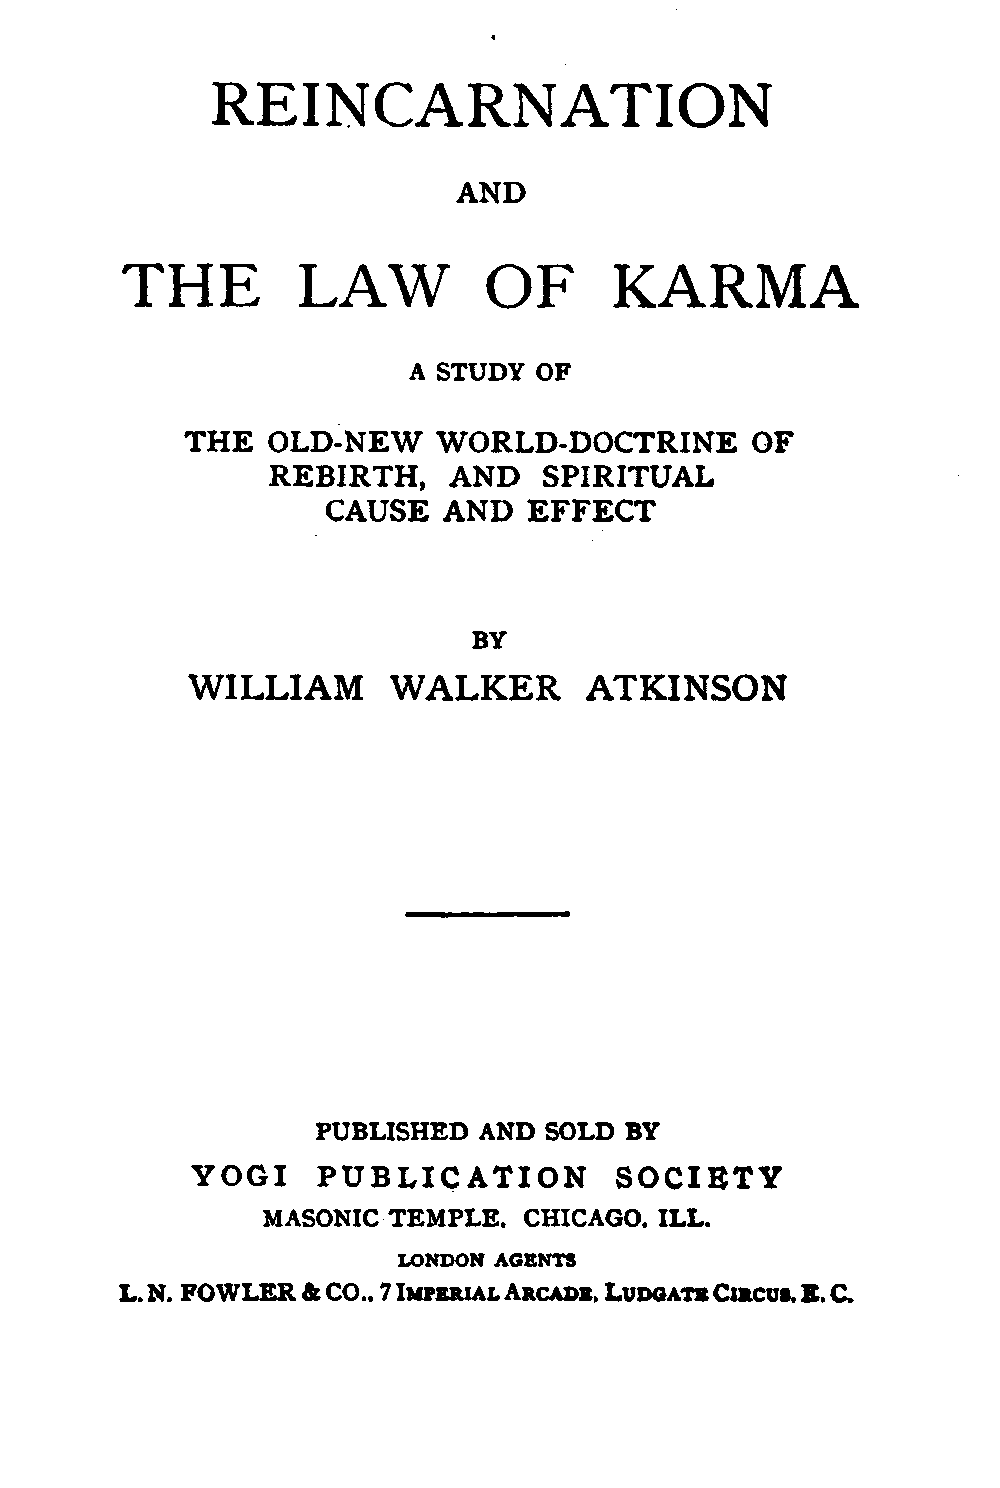 REINCARNATION
AND
THE LAW OF KARMA
A STUDY OF
THE OLD-NEW WORLD-DOCTRINE OF
REBIRTH, AND SPIRITUAL
CAUSE AND EFFECT
BY
WILLIAM WALKER ATKINSON
PUBLISHED AND SOLD BY
YOGI PUBLICATION SOCIETY
MASONIC TEMPLE, CHICAGO, ILL.
LONDON AGENTS
L. N. FOWLER & CO., 7 IMPERIAL ARCADE, LUDGATE CIRCUS, E. C.